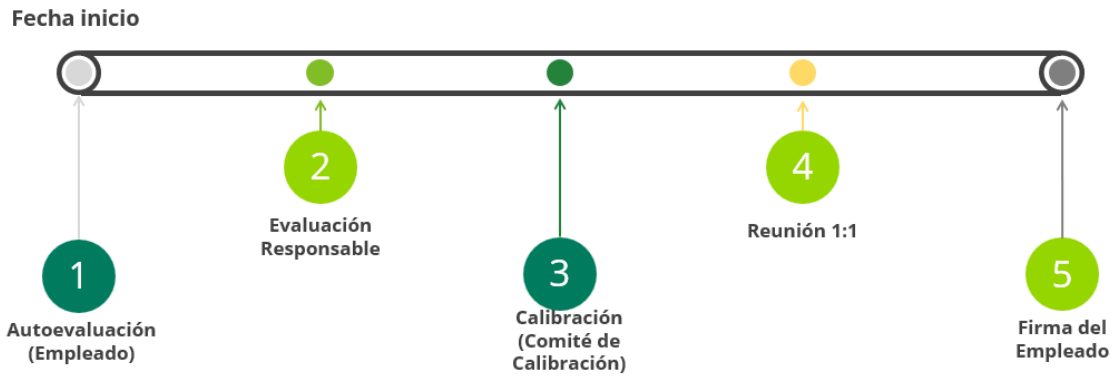 Fecha inicio
1
Autoevaluación
(Empleado)
2
Evaluación
Responsable
3
Calibración
(Comité de
Calibración)
4
Reunión 1:1
5
Firma del
Empleado